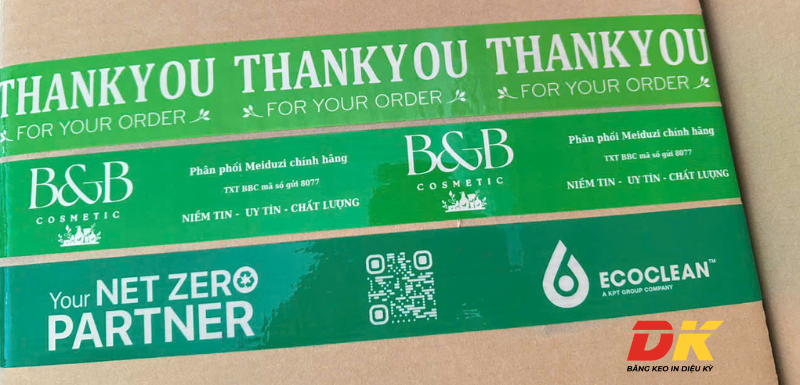 THANKYOU THANKYOU THANKYOU
FOR YOUR ORDER FOR YOUR ORDER FOR YOUR ORDER
B&B
COSMETIC
Phân phối Meiduzi chính hãng
TXT BBC mã số gửi 8077
NIỀM TIN - UY TÍN - CHẤT LƯỢNG
B&B
COSMETIC
Phân phối Meiduzi chính hãng
TXT BBC mã số gửi 8077
NIỀM TIN - UY TÍN - CHẤT LƯỢNG
Your NET ZERO
PARTNER
ECOCLEAN™
A KPT GROUP COMPANY
DK
BĂNG KEO IN DIỆU KỲ